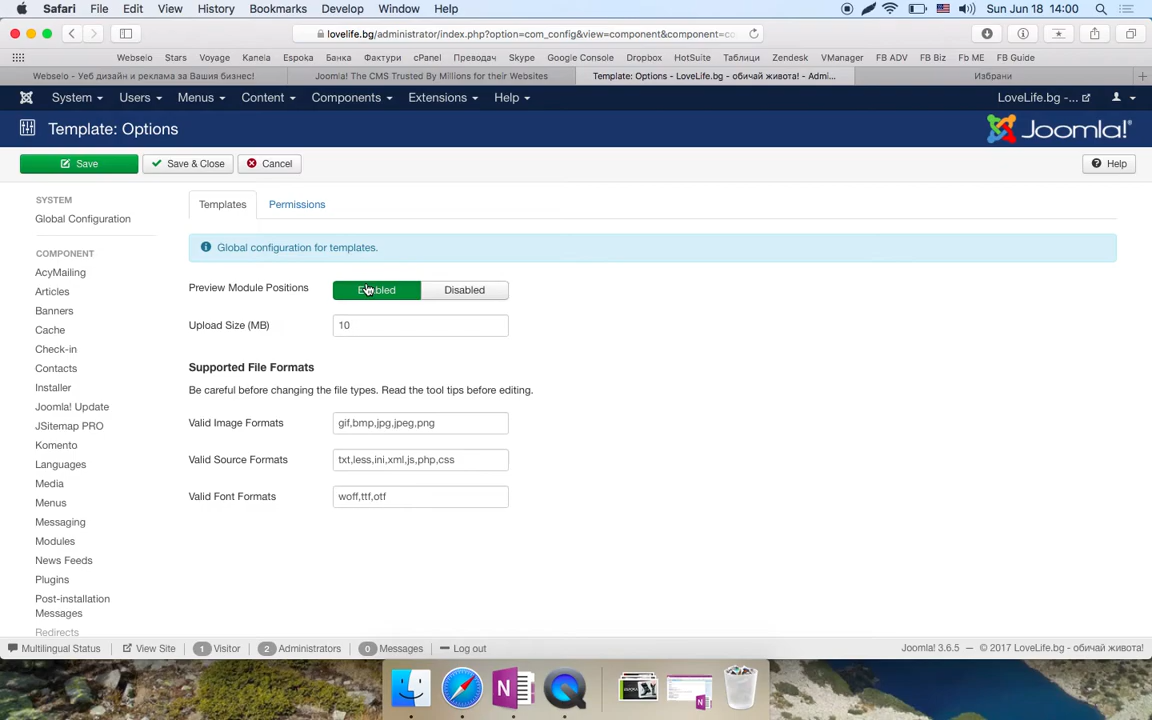 Safari File Edit View History Bookmarks Develop Window Help Sun Jun 18 14:00
lovelife.bg/administrator/index.php?option=com_config&view=component&component=co...
Webselo Stars Voyage Kanela Espoka Банка Фактури cPanel Преводач Skype Capital Google Console Dropbox HotSuite Таблици Zendesk VManager FB ADV FB Biz Fb ME FB Guide
Webselo - Уеб дизайн и реклама за Вашия бизнес! Joomla! The CMS Trusted By Millions for their Websites Template: Options - LoveLife.bg - обичай живота! - Admi... Избрани
System Users Menus Content Components Extensions Help LoveLife.bg -...
Template: Options Joomla!®
Save Save & Close Cancel Help
SYSTEM
Global Configuration
COMPONENT
AcyMailing
Articles
Banners
Cache
Check-in
Contacts
Installer
Joomla! Update
JSitemap PRO
Komento
Languages
Media
Menus
Messaging
Modules
News Feeds
Plugins
Post-installation
Messages
Redirects
Templates Permissions
Global configuration for templates.
Preview Module Positions Enabled Disabled
Upload Size (MB) 10
Supported File Formats
Be careful before changing the file types. Read the tool tips before editing.
Valid Image Formats gif,bmp,jpg,jpeg,png
Valid Source Formats txt,less,ini,xml,js,php,css
Valid Font Formats woff,ttf,otf
Multilingual Status View Site 1 Visitor 2 Administrators 0 Messages Log out Joomla! 3.6.5 — © 2017 LoveLife.bg - обичай живота!